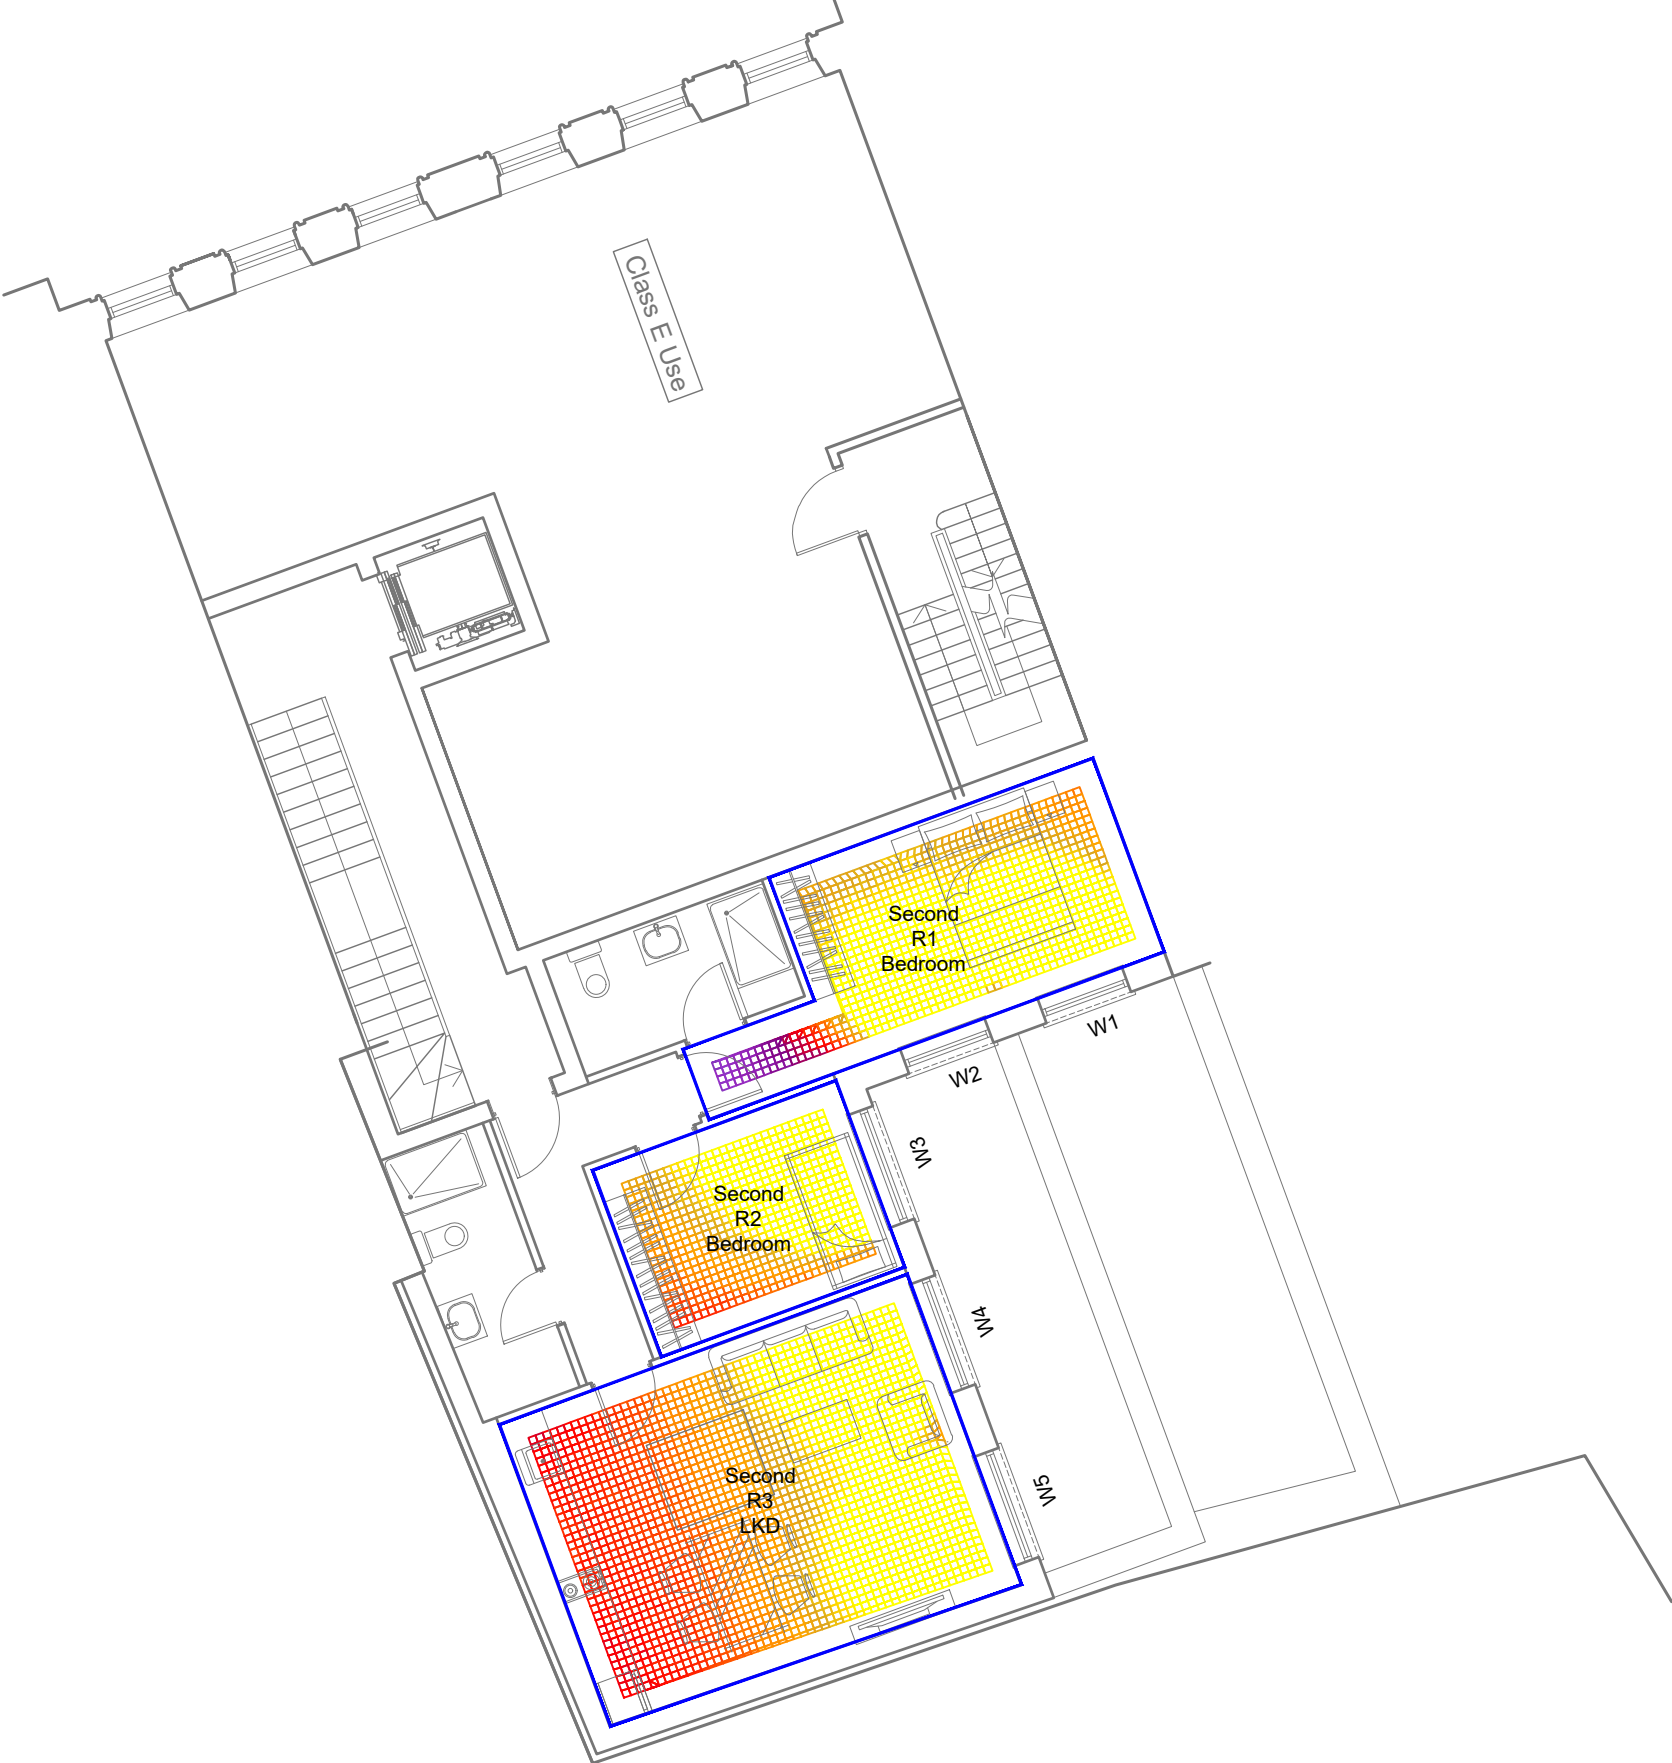 Class E Use
Second
R1
Bedroom
W1
W2
W3
Second
R2
Bedroom
W4
Second
R3
LKD
W5